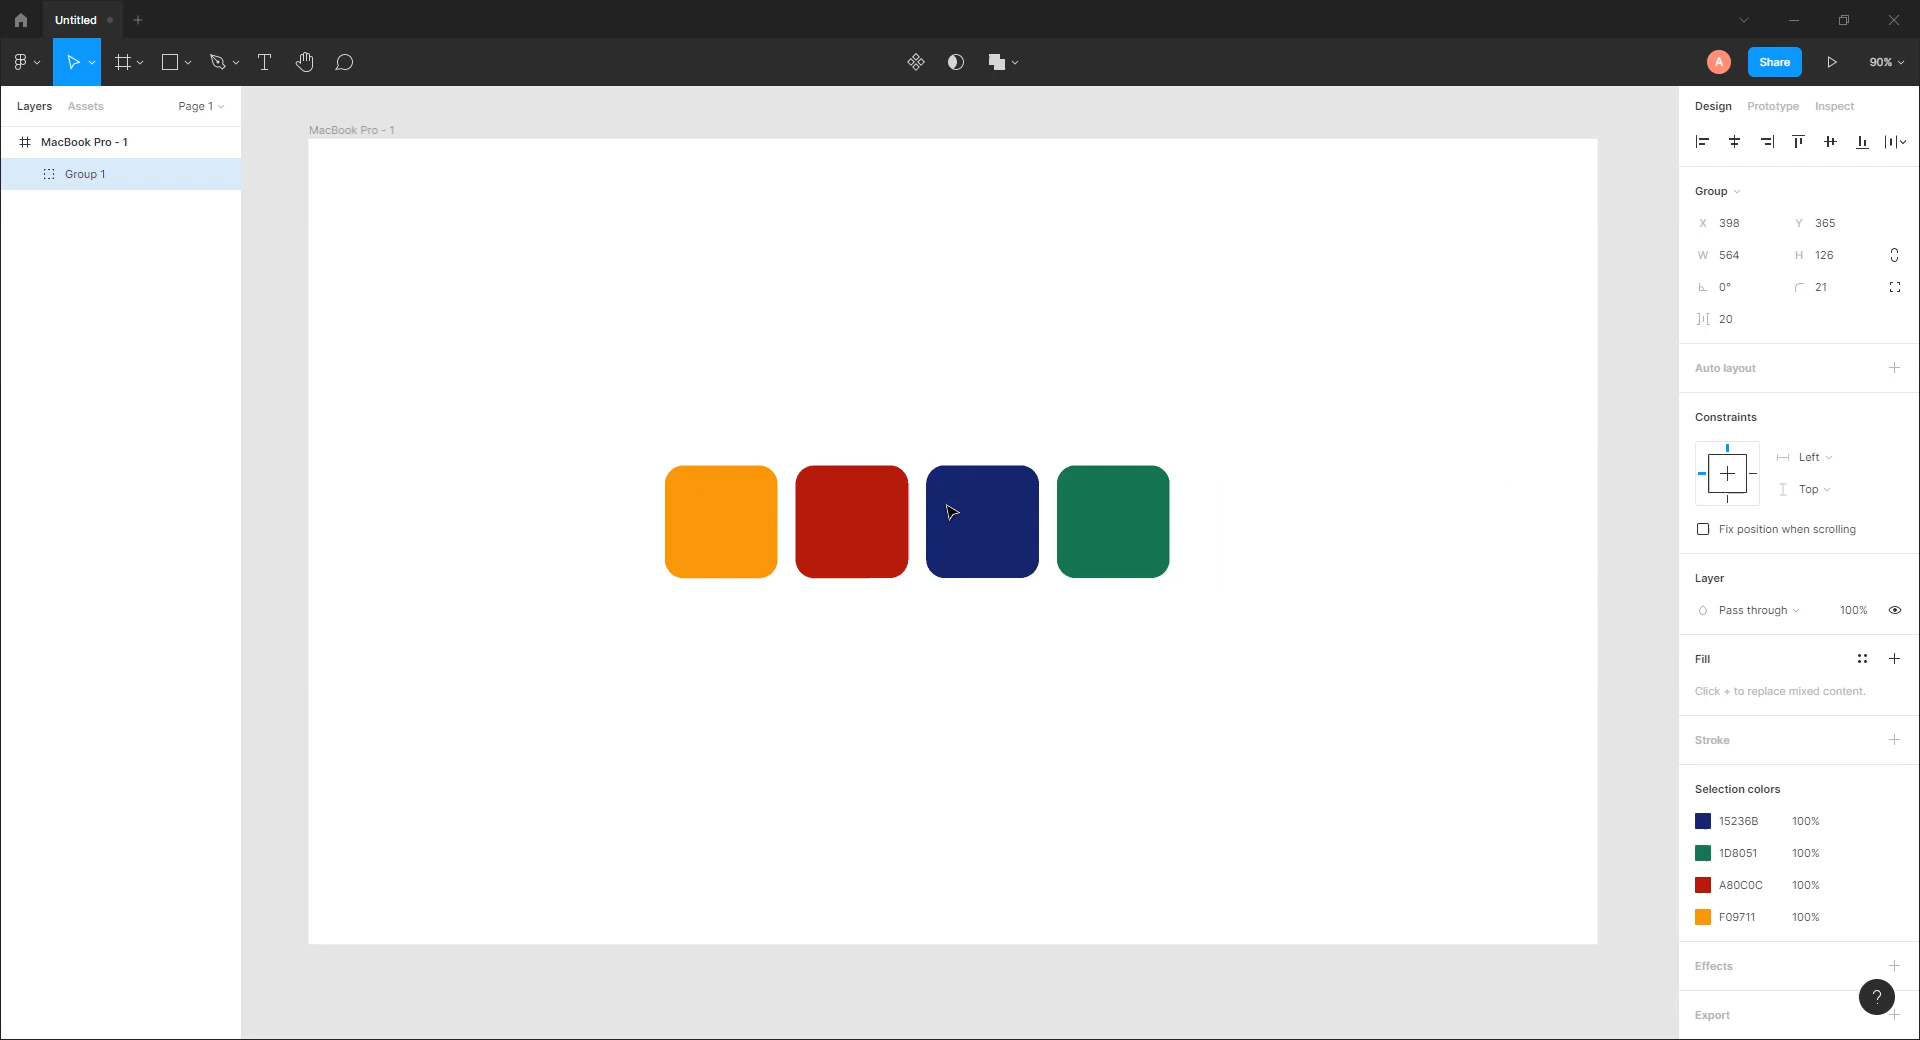 Untitled
Share
90%
A
Layers
Assets
Page 1
MacBook Pro - 1
Group 1
MacBook Pro - 1
Design
Prototype
Inspect
Group
X 398
Y 365
W 564
H 126
0°
21
20
Auto layout
Constraints
Left
Top
Fix position when scrolling
Layer
Pass through
100%
Fill
Click + to replace mixed content.
Stroke
Selection colors
15236B 100%
1D8051 100%
A80C0C 100%
F09711 100%
Effects
?
Export